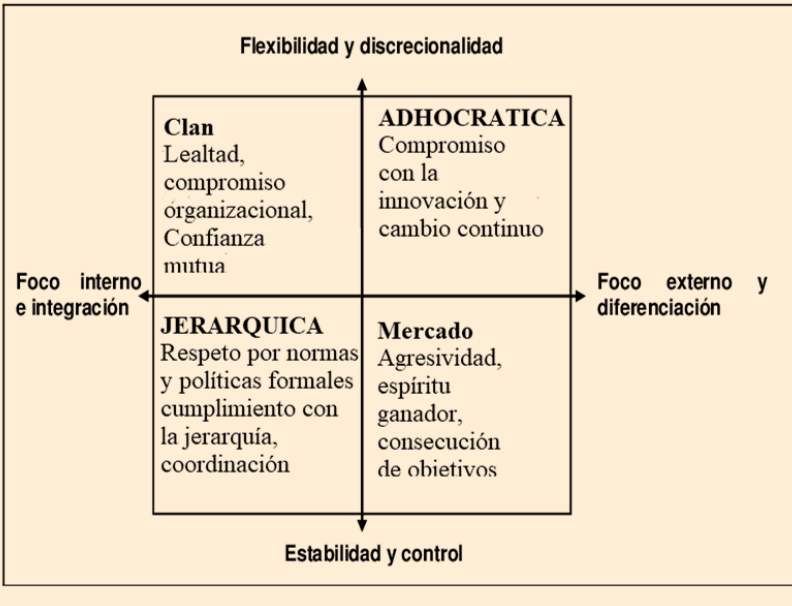 Flexibilidad y discrecionalidad
Clan
Lealtad,
compromiso
organizacional,
Confianza
mutua
ADHOCRATICA
Compromiso
con la
innovación y
cambio continuo
Foco interno
e integración
Foco externo y
diferenciación
JERARQUICA
Respeto por normas
y políticas formales
cumplimiento con
la jerarquía,
coordinación
Mercado
Agresividad,
espíritu
ganador,
consecución
de objetivos
Estabilidad y control